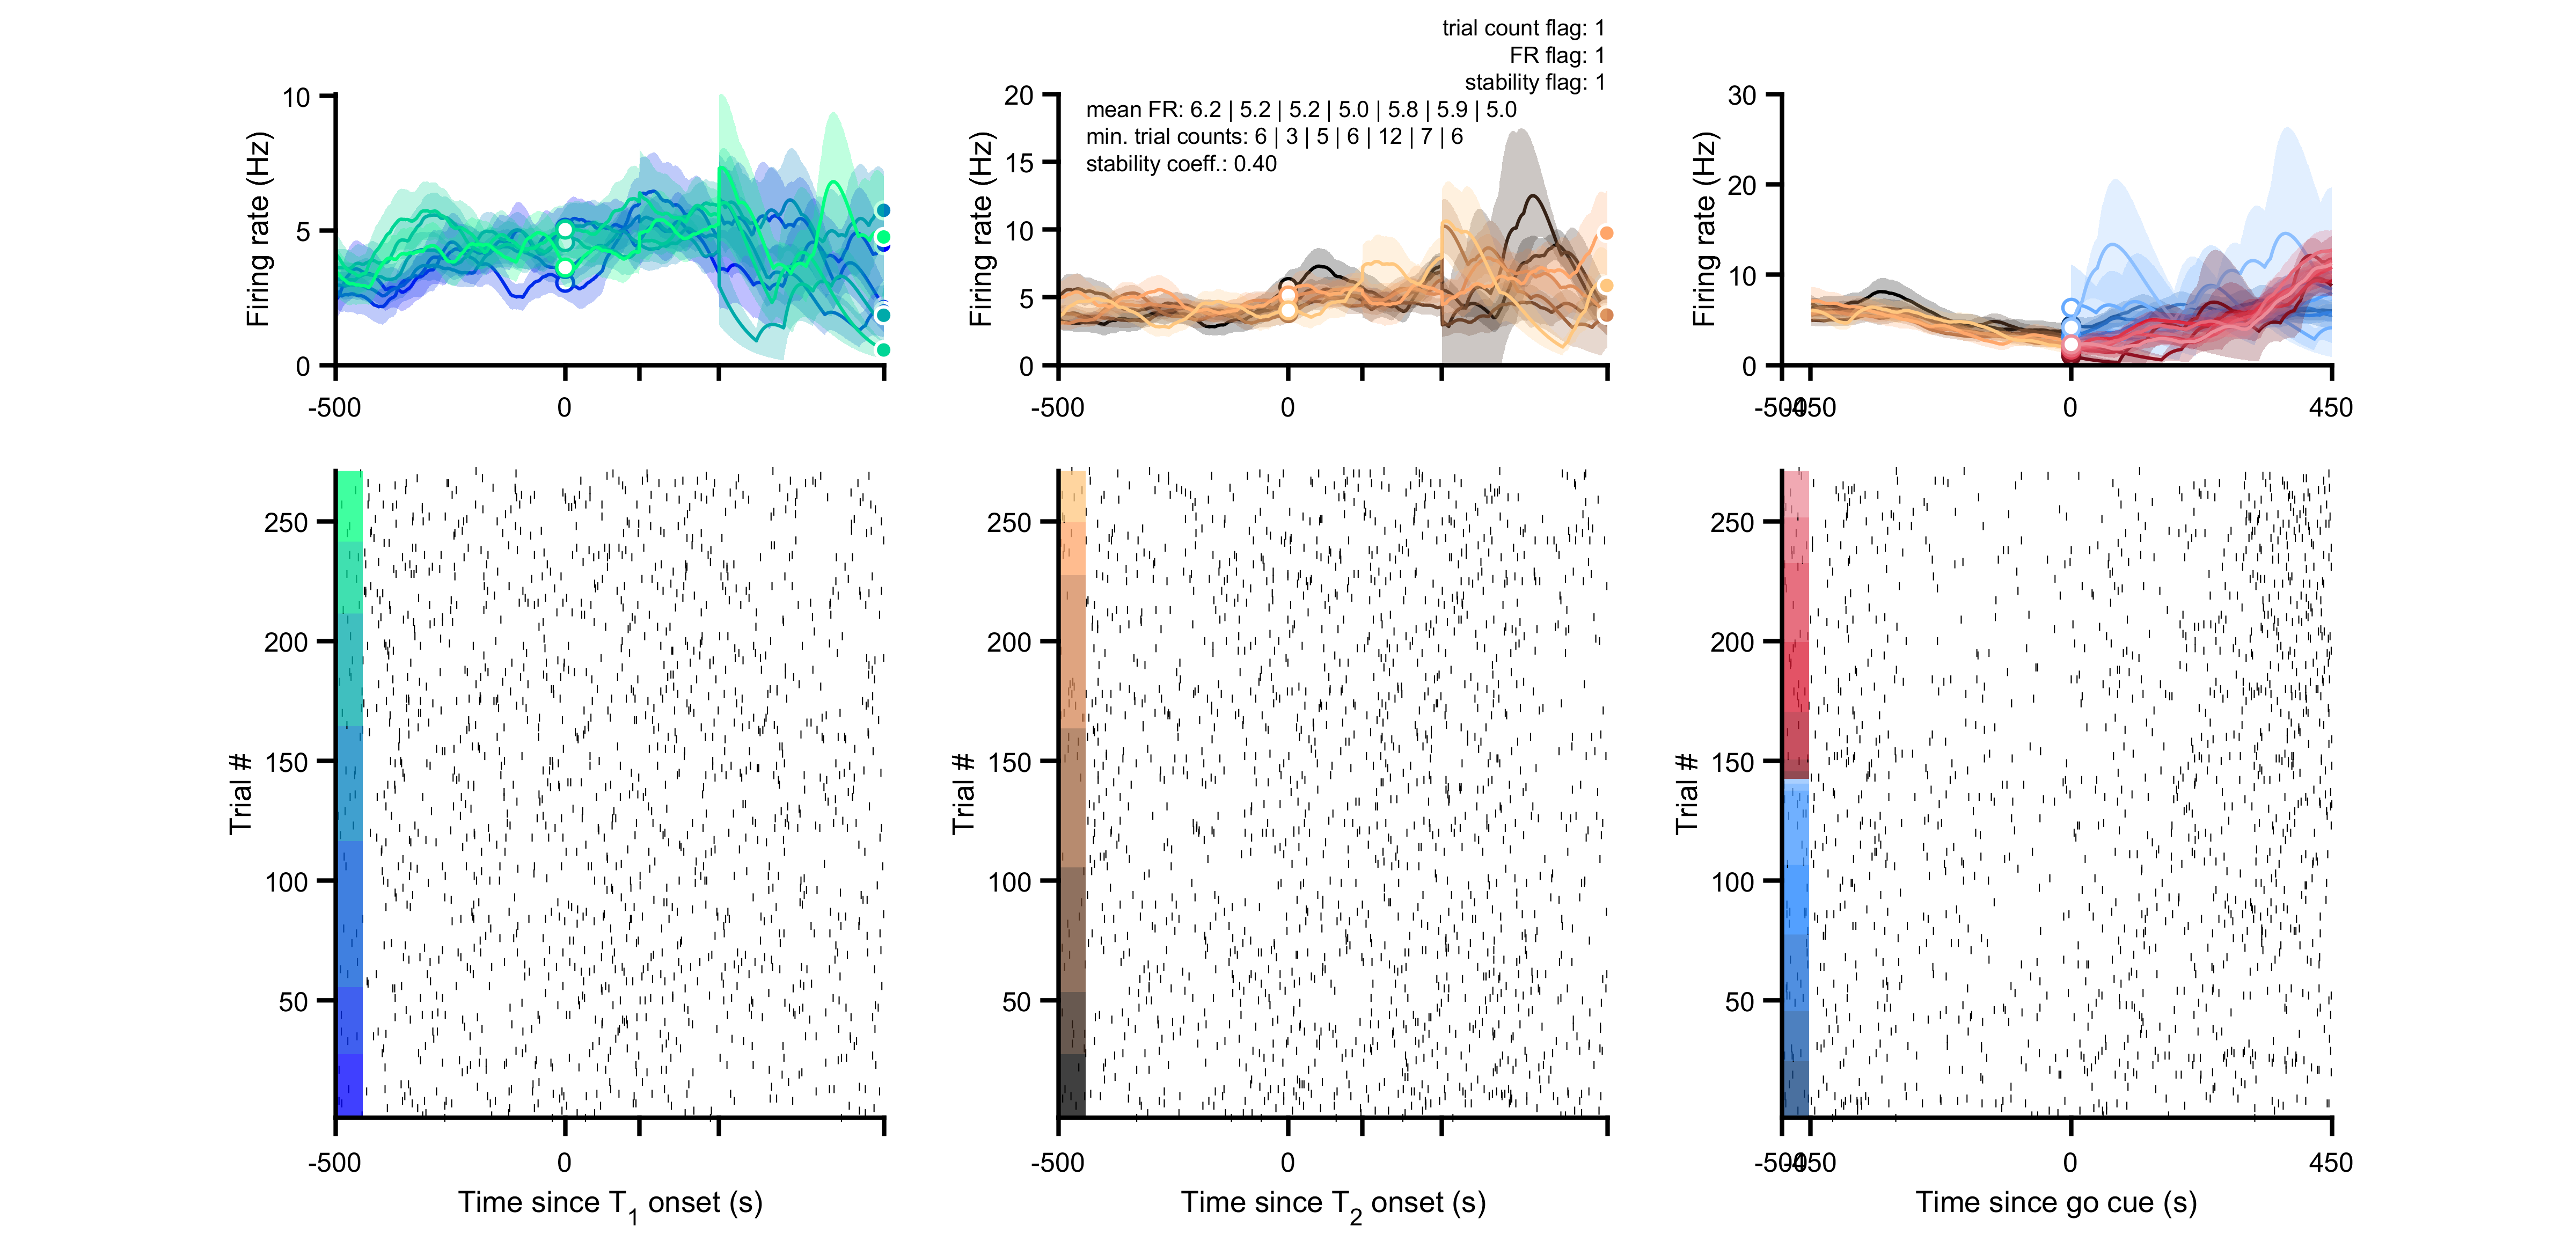 trial count flag: 1
FR flag: 1
stability flag: 1
mean FR: 6.2 | 5.2 | 5.2 | 5.0 | 5.8 | 5.9 | 5.0
min. trial counts: 6 | 3 | 5 | 6 | 12 | 7 | 6
stability coeff.: 0.40
Firing rate (Hz)
10
5
0
-500
0
Firing rate (Hz)
20
15
10
5
0
-500
0
Firing rate (Hz)
30
20
10
0
-500
-450
0
450
Trial #
250
200
150
100
50
-500
0
Time since T1 onset (s)
Trial #
250
200
150
100
50
-500
0
Time since T2 onset (s)
Trial #
250
200
150
100
50
-500
-450
0
450
Time since go cue (s)